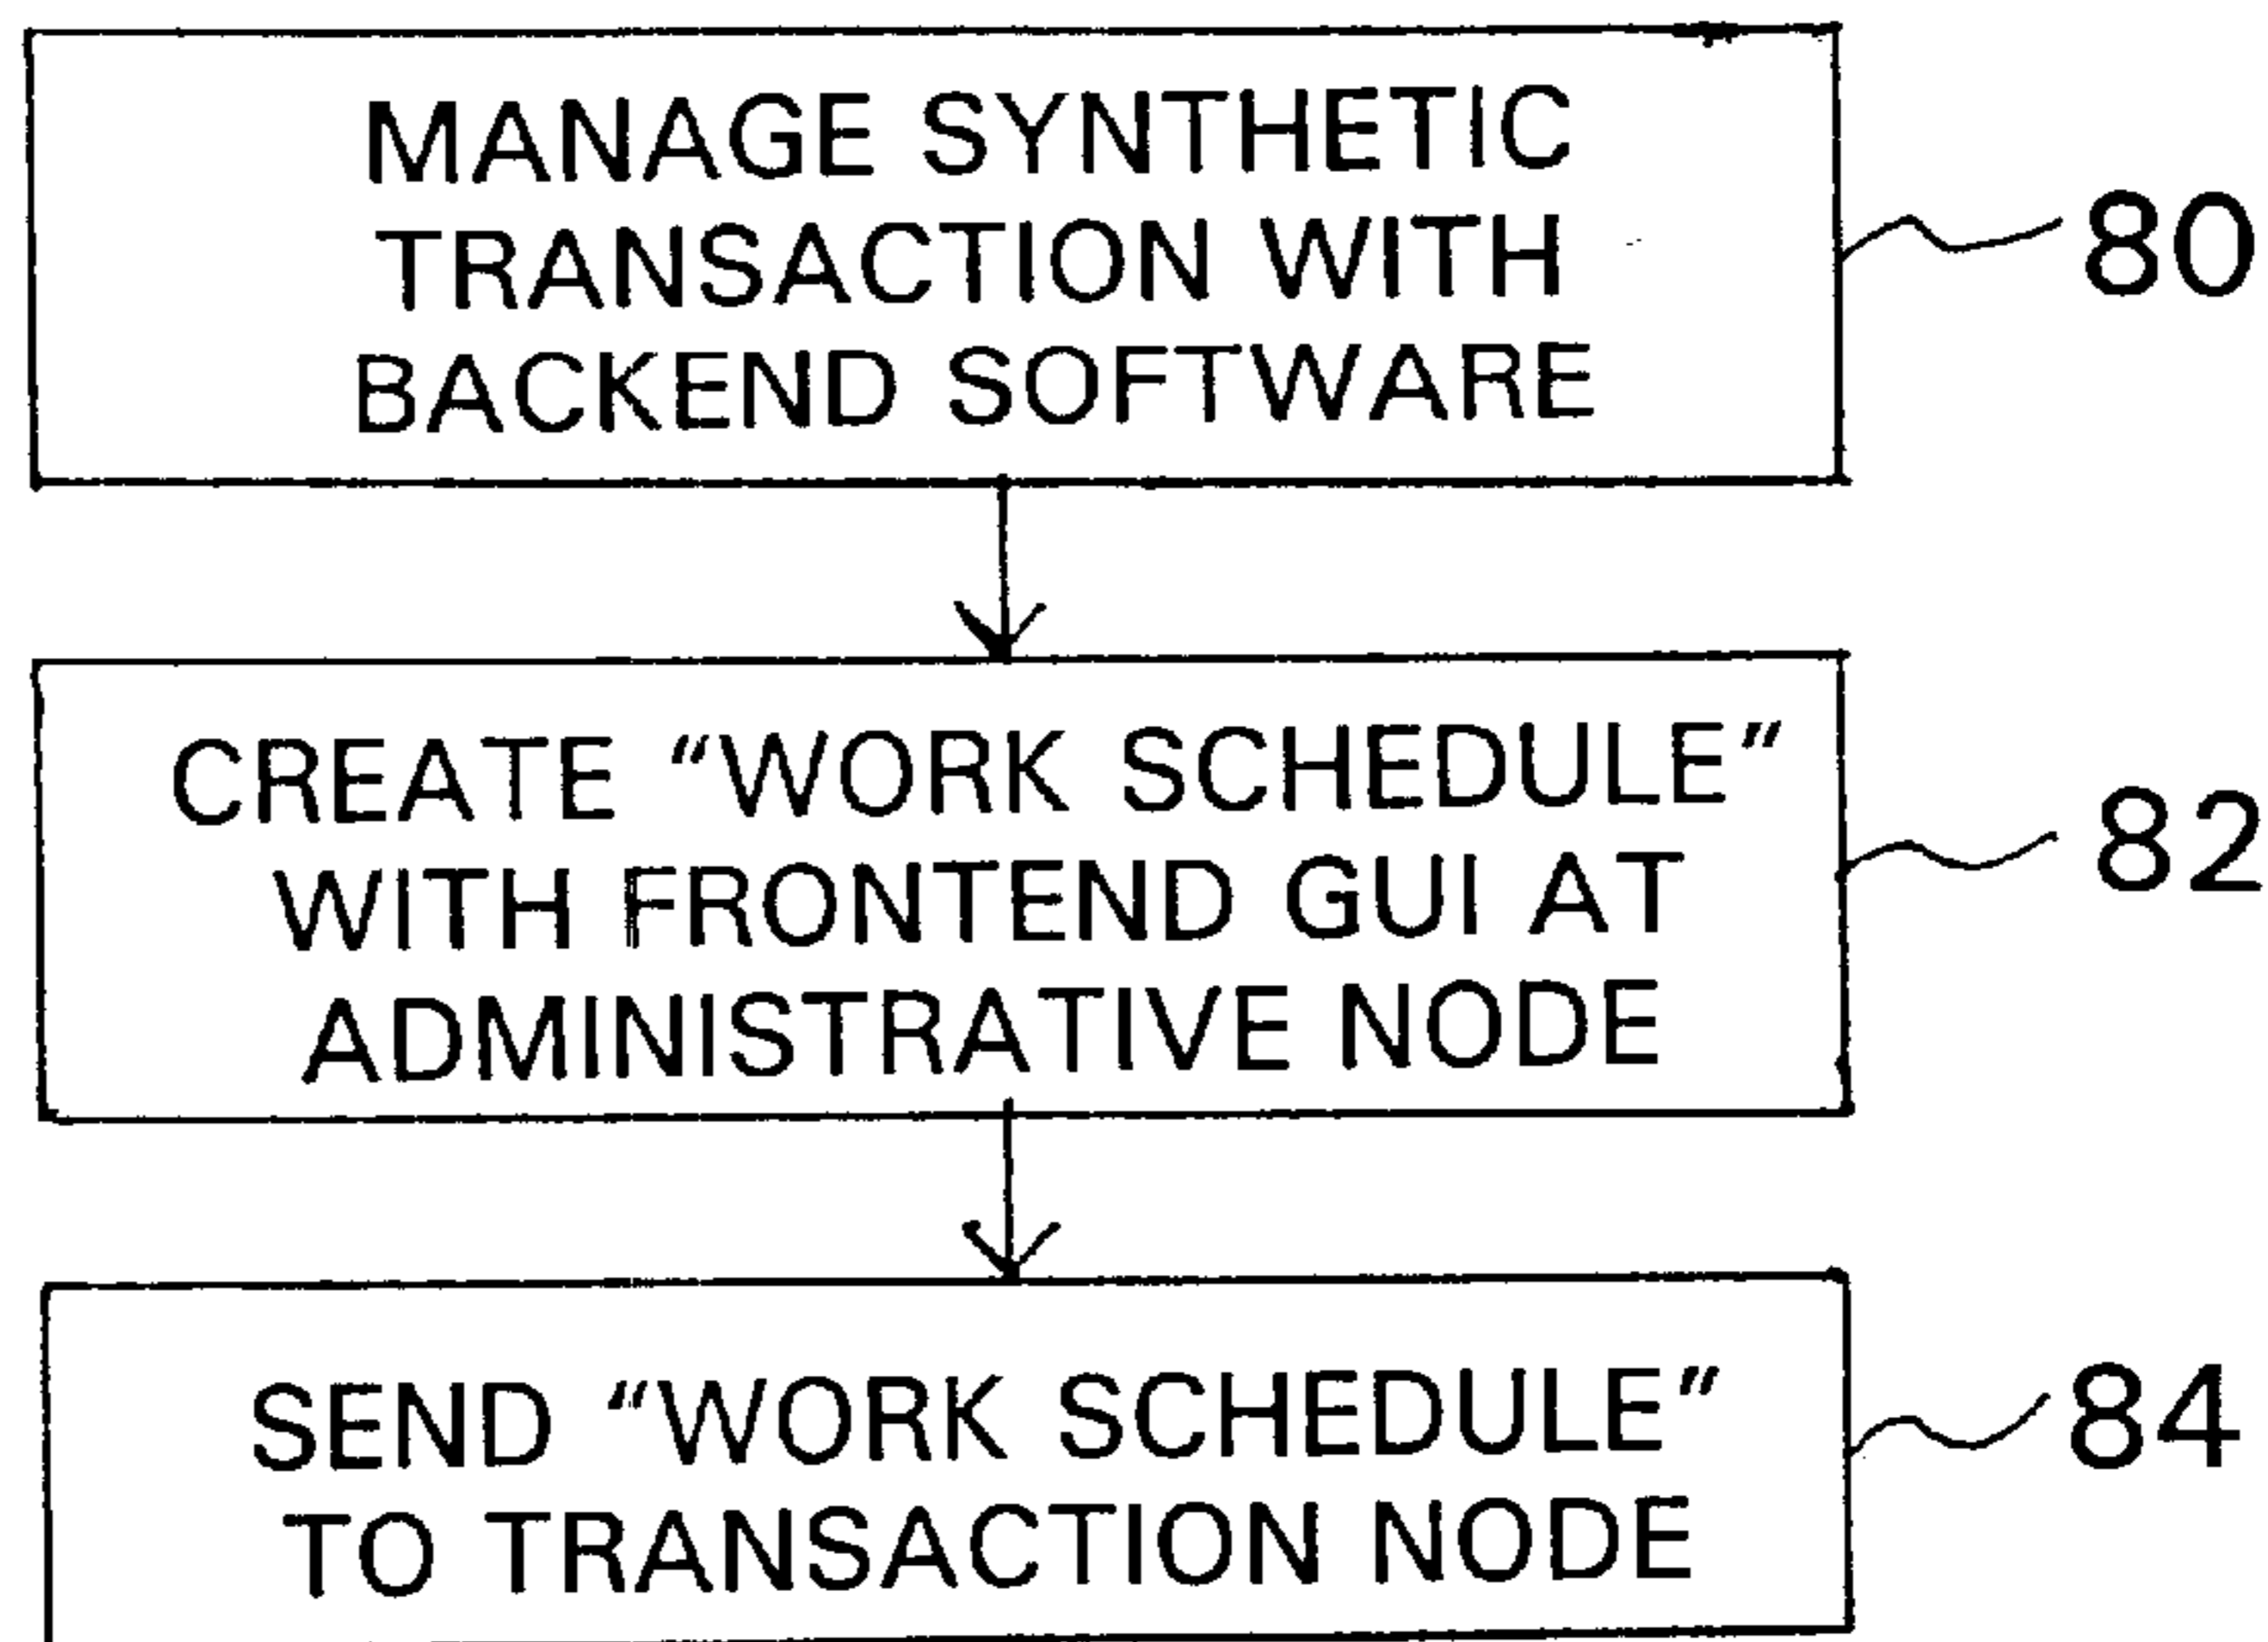 MANAGE SYNTHETIC
TRANSACTION WITH
BACKEND SOFTWARE
80
CREATE "WORK SCHEDULE"
WITH FRONTEND GUI AT
ADMINISTRATIVE NODE
82
SEND "WORK SCHEDULE"
TO TRANSACTION NODE
84